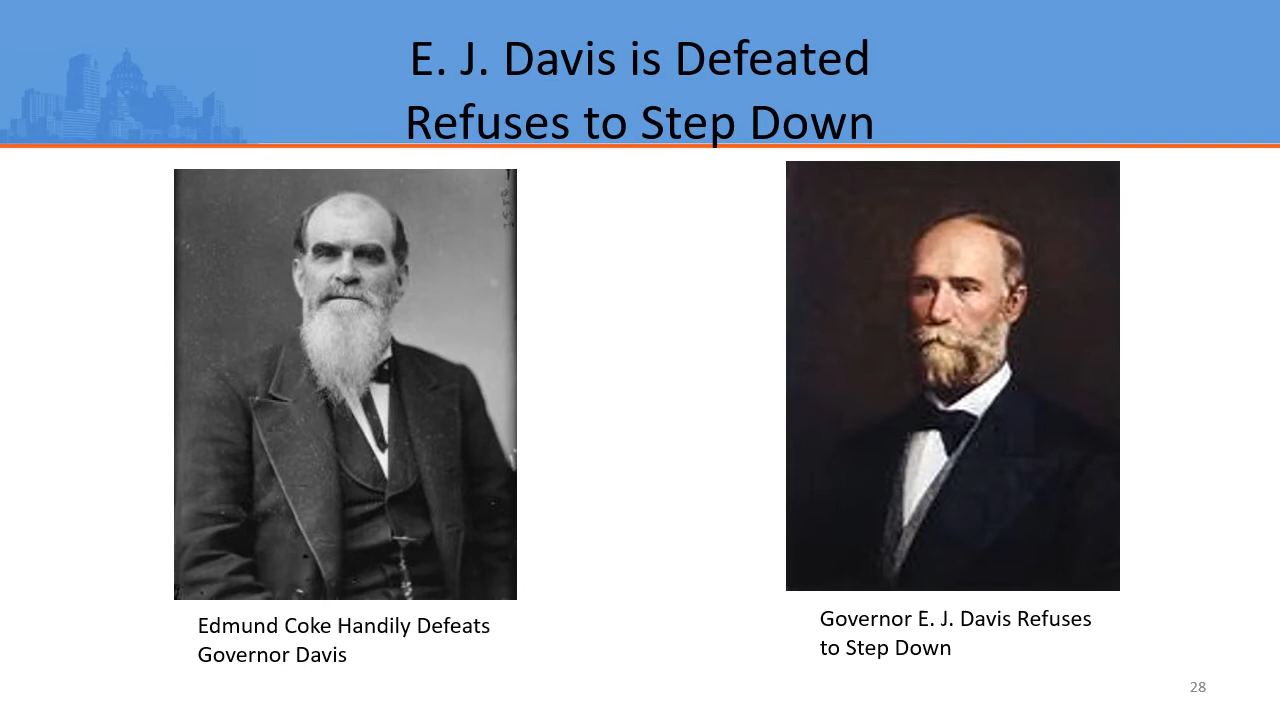 E. J. Davis is Defeated
Refuses to Step Down
Edmund Coke Handily Defeats
Governor Davis
Governor E. J. Davis Refuses
to Step Down
28